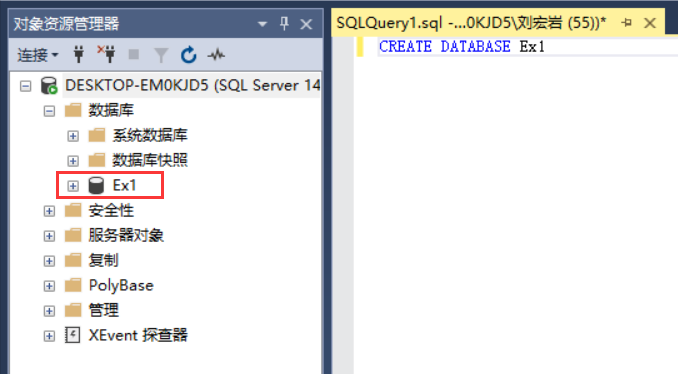 对象资源管理器
连接
DESKTOP-EM0KJD5 (SQL Server 14
数据库
系统数据库
数据库快照
Ex1
安全性
服务器对象
复制
PolyBase
管理
XEvent 探查器
SQLQuery1.sql -...0KJD5\刘宏岩 (55))*
CREATE DATABASE Ex1